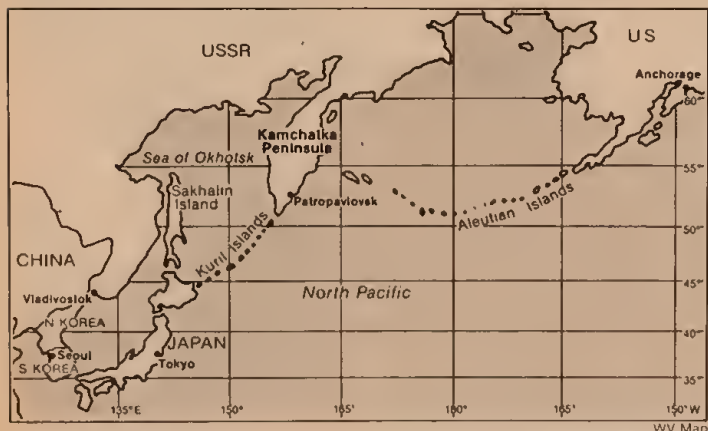 USSR
US
Anchorage
60°
Kamchatka
Peninsula
Sea of Okhotsk
55°
Sakhalin
Island
Patropavlovsk
Aleutian Islands
50°
Kuril Islands
CHINA
North Pacific
45°
Vladivostok
N KOREA
40°
JAPAN
Seoul
Tokyo
S KOREA
35°
135°E
150°
165°
180°
165°
150°W
WV Map